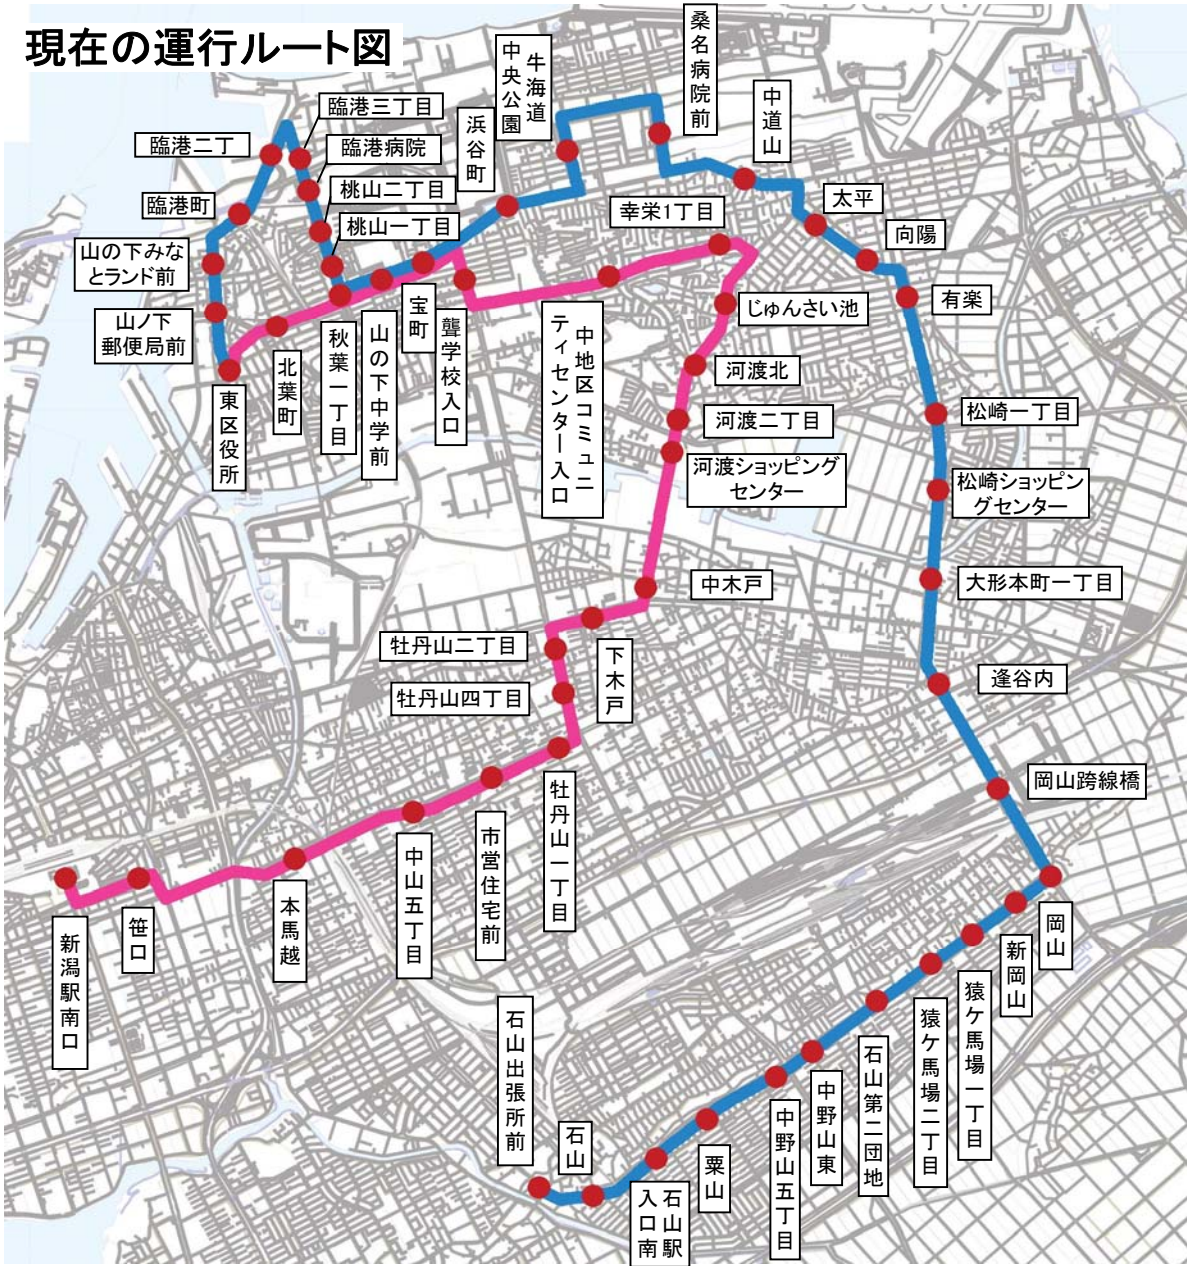 現在の運行ルート図
臨港三丁目
臨港二丁
臨港病院
臨港町
桃山二丁目
桃山一丁目
山の下みな
とランド前
山ノ下
郵便局前
東区役所
北葉町
秋葉一丁目
山の下中学前
宝町
聾学校入口
浜谷町
牛海道
中央公園
桑名病院前
中道山
太平
向陽
有楽
幸栄1丁目
じゅんさい池
中地区コミュニ
ティセンター入口
河渡北
河渡二丁目
河渡ショッピング
センター
松崎一丁目
松崎ショッピン
グセンター
大形本町一丁目
中木戸
下木戸
牡丹山二丁目
牡丹山四丁目
牡丹山一丁目
市営住宅前
中山五丁目
本馬越
笹口
新潟駅南口
逢谷内
岡山跨線橋
岡山
新岡山
猿ケ馬場一丁目
猿ケ馬場二丁目
石山第二団地
中野山東
中野山五丁目
粟山
石山駅
入口南
石山
石山出張所前